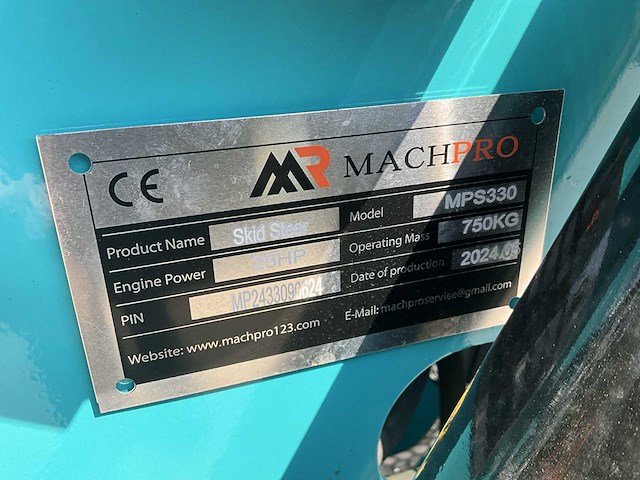 CE MR MACHPRO
Product Name Skid Steer Model MPS330
Engine Power Operating Mass 750KG
PIN Date of production
E-Mail: machproservice@gmail.com
Website: www.machpro123.com